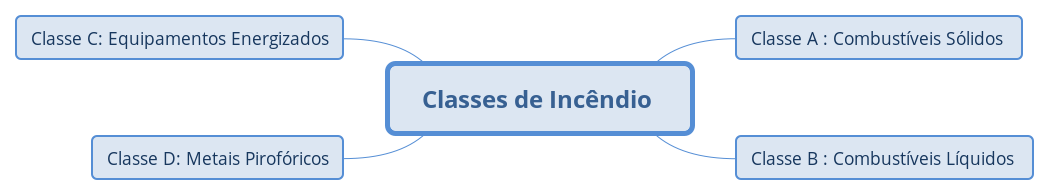 Classes de Incêndio
Classe A : Combustíveis Sólidos
Classe B : Combustíveis Líquidos
Classe C: Equipamentos Energizados
Classe D: Metais Pirofóricos